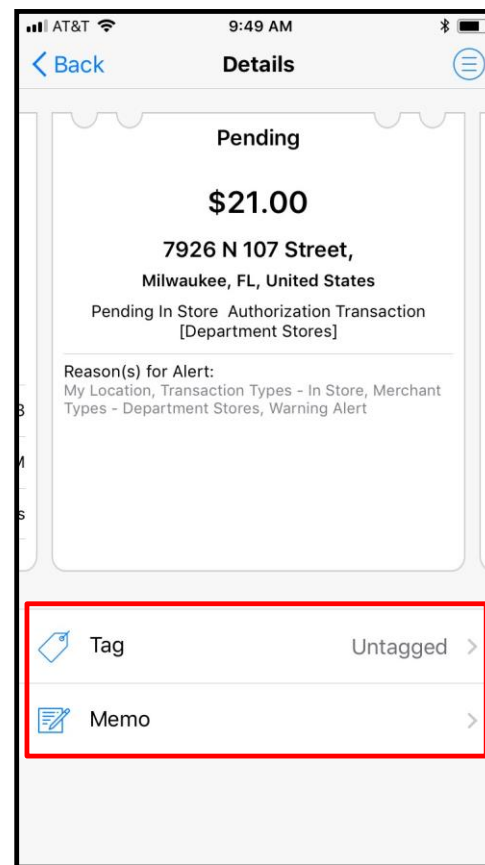 AT&T 9:49 AM
Back Details
Pending
$21.00
7926 N 107 Street,
Milwaukee, FL, United States
Pending In Store Authorization Transaction
[Department Stores]
Reason(s) for Alert:
My Location, Transaction Types - In Store, Merchant
Types - Department Stores, Warning Alert
s
Tag Untagged
Memo